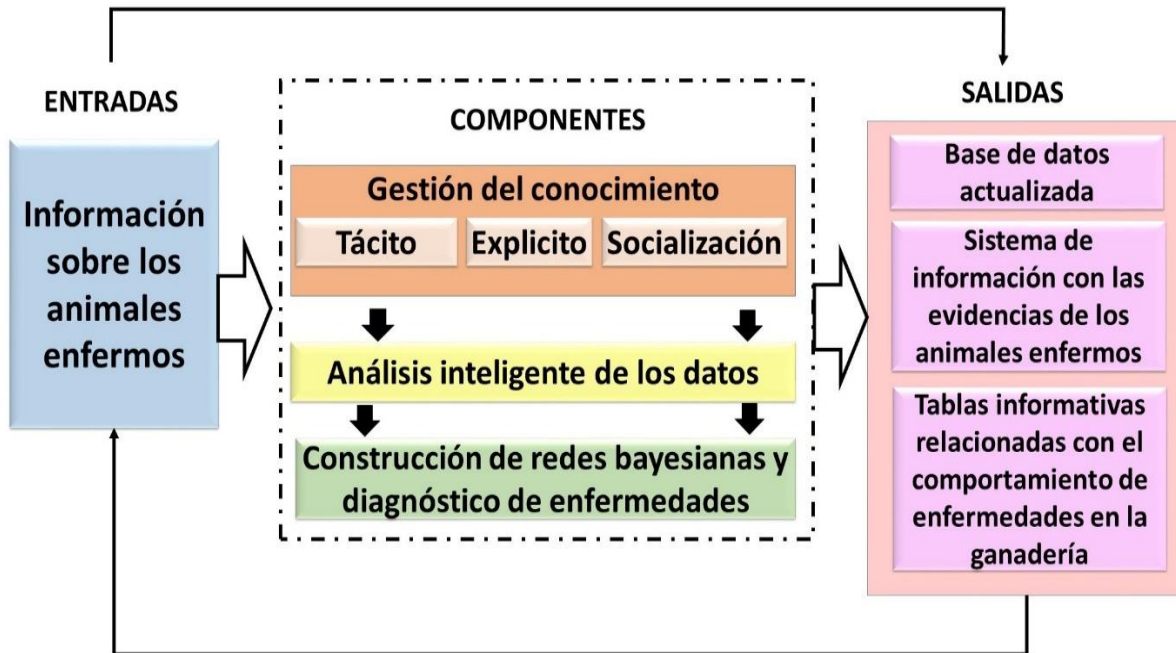 ENTRADAS
Información
sobre los
animales
enfermos
COMPONENTES
Gestión del conocimiento
Tácito
Explicito
Socialización
Análisis inteligente de los datos
Construcción de redes bayesianas y
diagnóstico de enfermedades
SALIDAS
Base de datos
actualizada
Sistema de
información con las
evidencias de los
animales enfermos
Tablas informativas
relacionadas con el
comportamiento de
enfermedades en la
ganadería